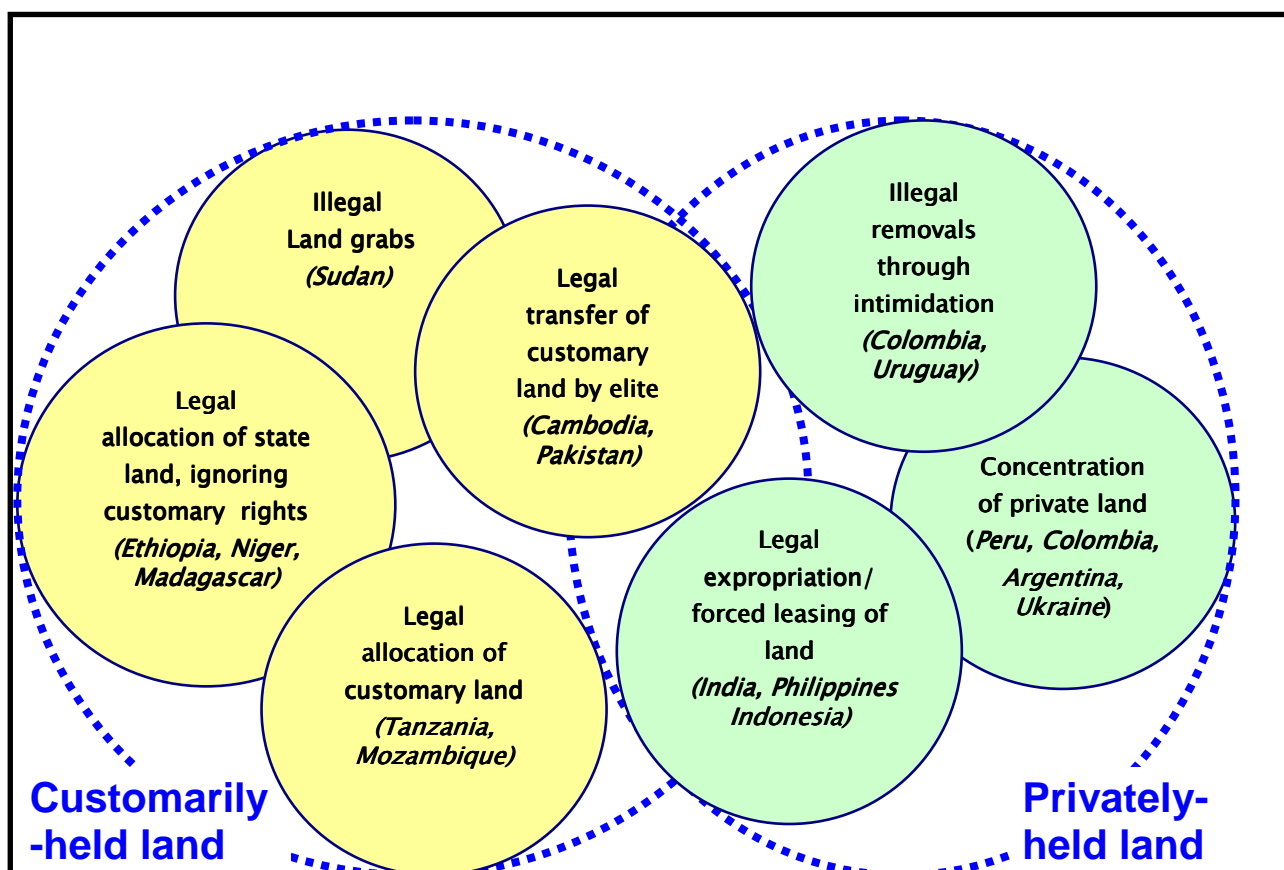 Illegal
Land grabs
(Sudan)
Legal
transfer of
customary
land by elite
(Cambodia,
Pakistan)
Illegal
removals
through
intimidation
(Colombia,
Uruguay)
Legal
allocation of state
land, ignoring
customary rights
(Ethiopia, Niger,
Madagascar)
Concentration
of private land
(Peru, Colombia,
Argentina,
Ukraine)
Legal
expropriation/
forced leasing of
land
(India, Philippines
Indonesia)
Legal
allocation of
customary land
(Tanzania,
Mozambique)
Customarily
-held land
Privately-
held land